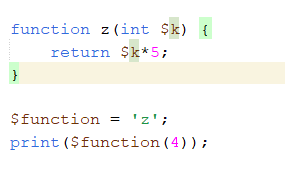 function z(int $k) {
    return $k*5;
}
$function = 'z';
print($function(4));